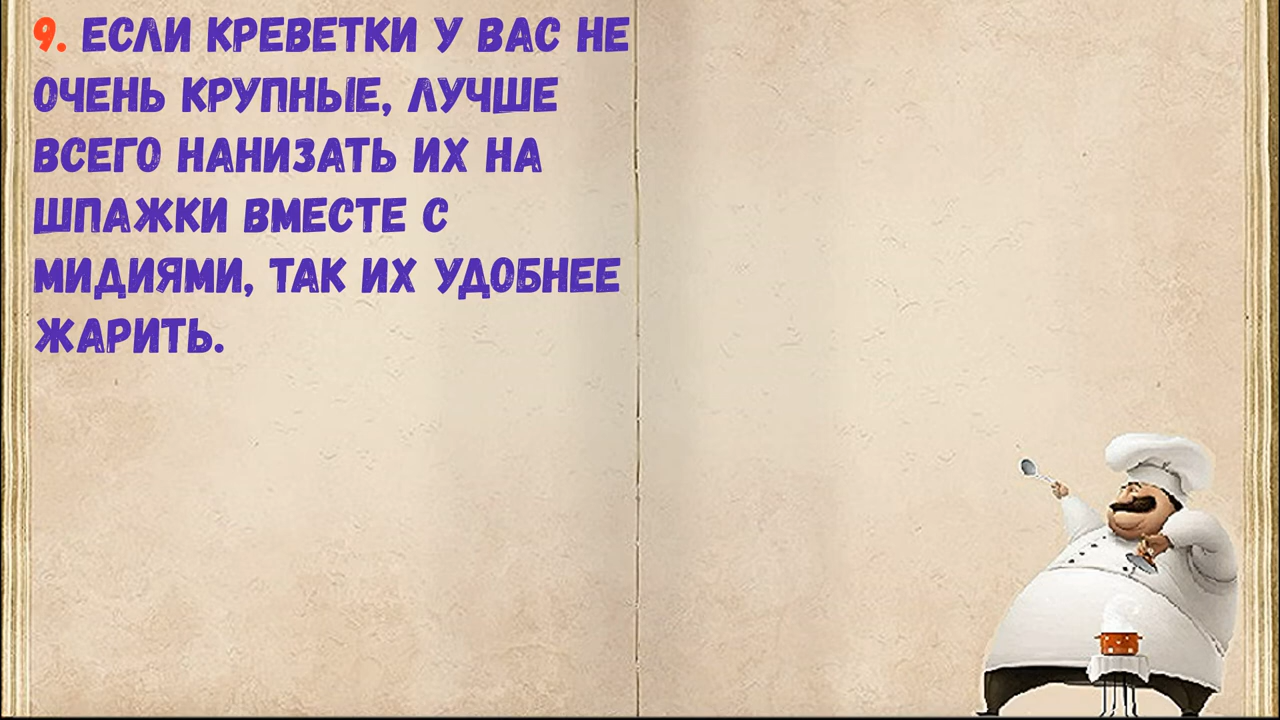 9. ЕСЛИ КРЕВЕТКИ У ВАС НЕ
ОЧЕНЬ КРУПНЫЕ, ЛУЧШЕ
ВСЕГО НАНИЗАТЬ ИХ НА
ШПАЖКИ ВМЕСТЕ С
МИДИЯМИ, ТАК ИХ УДОБНЕЕ
ЖАРИТЬ.